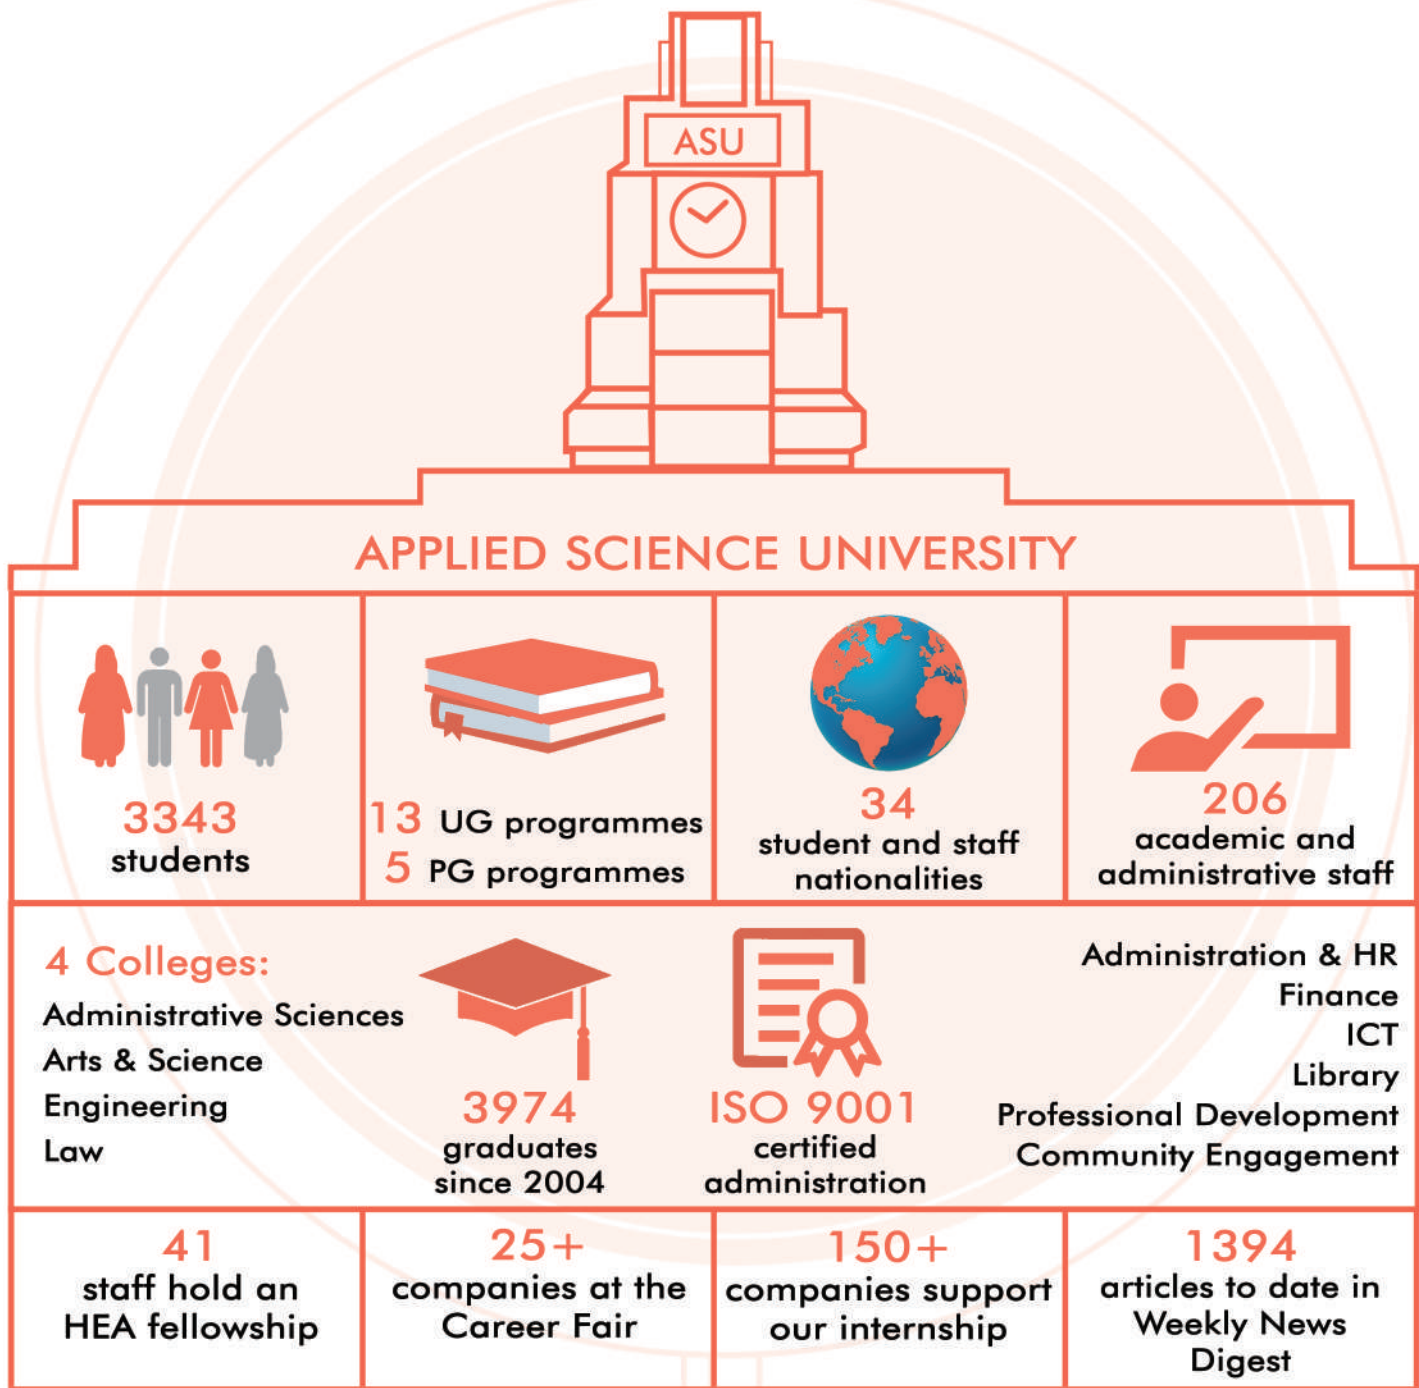 ASU
APPLIED SCIENCE UNIVERSITY
3343
students
13 UG programmes
5 PG programmes
34
student and staff
nationalities
206
academic and
administrative staff
4 Colleges:
Administrative Sciences
Arts & Science
Engineering
Law
3974
graduates
since 2004
ISO 9001
certified
administration
Administration & HR
Finance
ICT
Library
Professional Development
Community Engagement
41
staff hold an
HEA fellowship
25+
companies at the
Career Fair
150+
companies support
our internship
1394
articles to date in
Weekly News
Digest